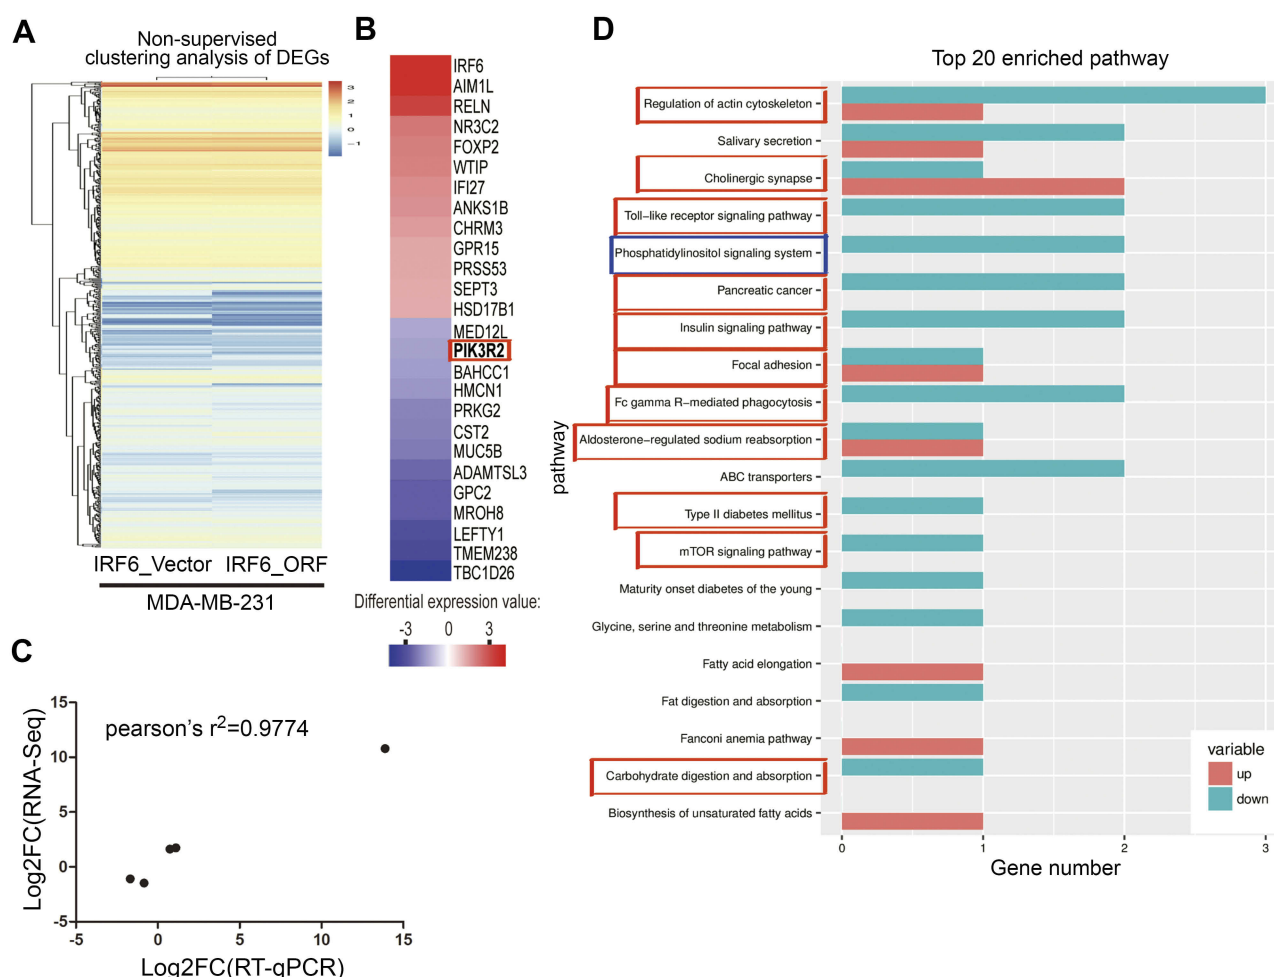 A
Non-supervised
clustering analysis of DEGs
3
2
1
0
−1
IRF6_Vector IRF6_ORF
MDA-MB-231
B
IRF6
AIM1L
RELN
NR3C2
FOXP2
WTIP
IFI27
ANKS1B
CHRM3
GPR15
PRSS53
SEPT3
HSD17B1
MED12L
PIK3R2
BAHCC1
HMCN1
PRKG2
CST2
MUC5B
ADAMTSL3
GPC2
MROH8
LEFTY1
TMEM238
TBC1D26
Differential expression value:
-3 0 3
C
15
10
5
0
-5
Log2FC(RNA-Seq)
pearson's r2=0.9774
-5 0 5 10 15
Log2FC(RT-qPCR)
D
Top 20 enriched pathway
pathway
Regulation of actin cytoskeleton
Salivary secretion
Cholinergic synapse
Toll−like receptor signaling pathway
Phosphatidylinositol signaling system
Pancreatic cancer
Insulin signaling pathway
Focal adhesion
Fc gamma R−mediated phagocytosis
Aldosterone−regulated sodium reabsorption
ABC transporters
Type II diabetes mellitus
mTOR signaling pathway
Maturity onset diabetes of the young
Glycine, serine and threonine metabolism
Fatty acid elongation
Fat digestion and absorption
Fanconi anemia pathway
Carbohydrate digestion and absorption
Biosynthesis of unsaturated fatty acids
variable
up
down
0 1 2 3
Gene number